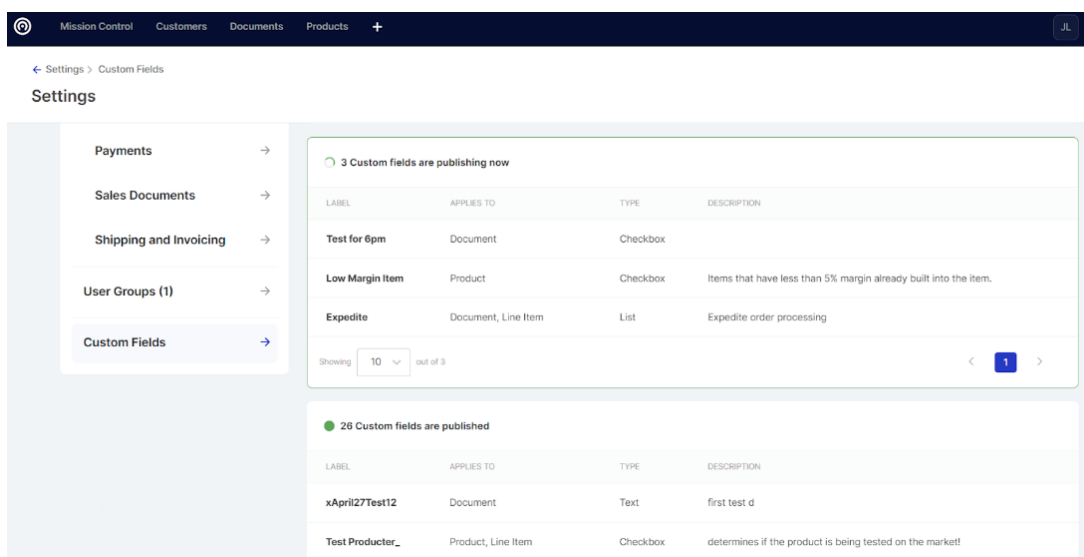 Mission Control Customers Documents Products +
JL
← Settings > Custom Fields
Settings
Payments →
Sales Documents →
Shipping and Invoicing →
User Groups (1) →
Custom Fields →
3 Custom fields are publishing now
LABEL APPLIES TO TYPE DESCRIPTION
Test for 6pm Document Checkbox
Low Margin Item Product Checkbox Items that have less than 5% margin already built into the item.
Expedite Document, Line Item List Expedite order processing
Showing 10 out of 3 < 1 >
26 Custom fields are published
LABEL APPLIES TO TYPE DESCRIPTION
xApril27Test12 Document Text first test d
Test Producter_ Product, Line Item Checkbox determines if the product is being tested on the market!